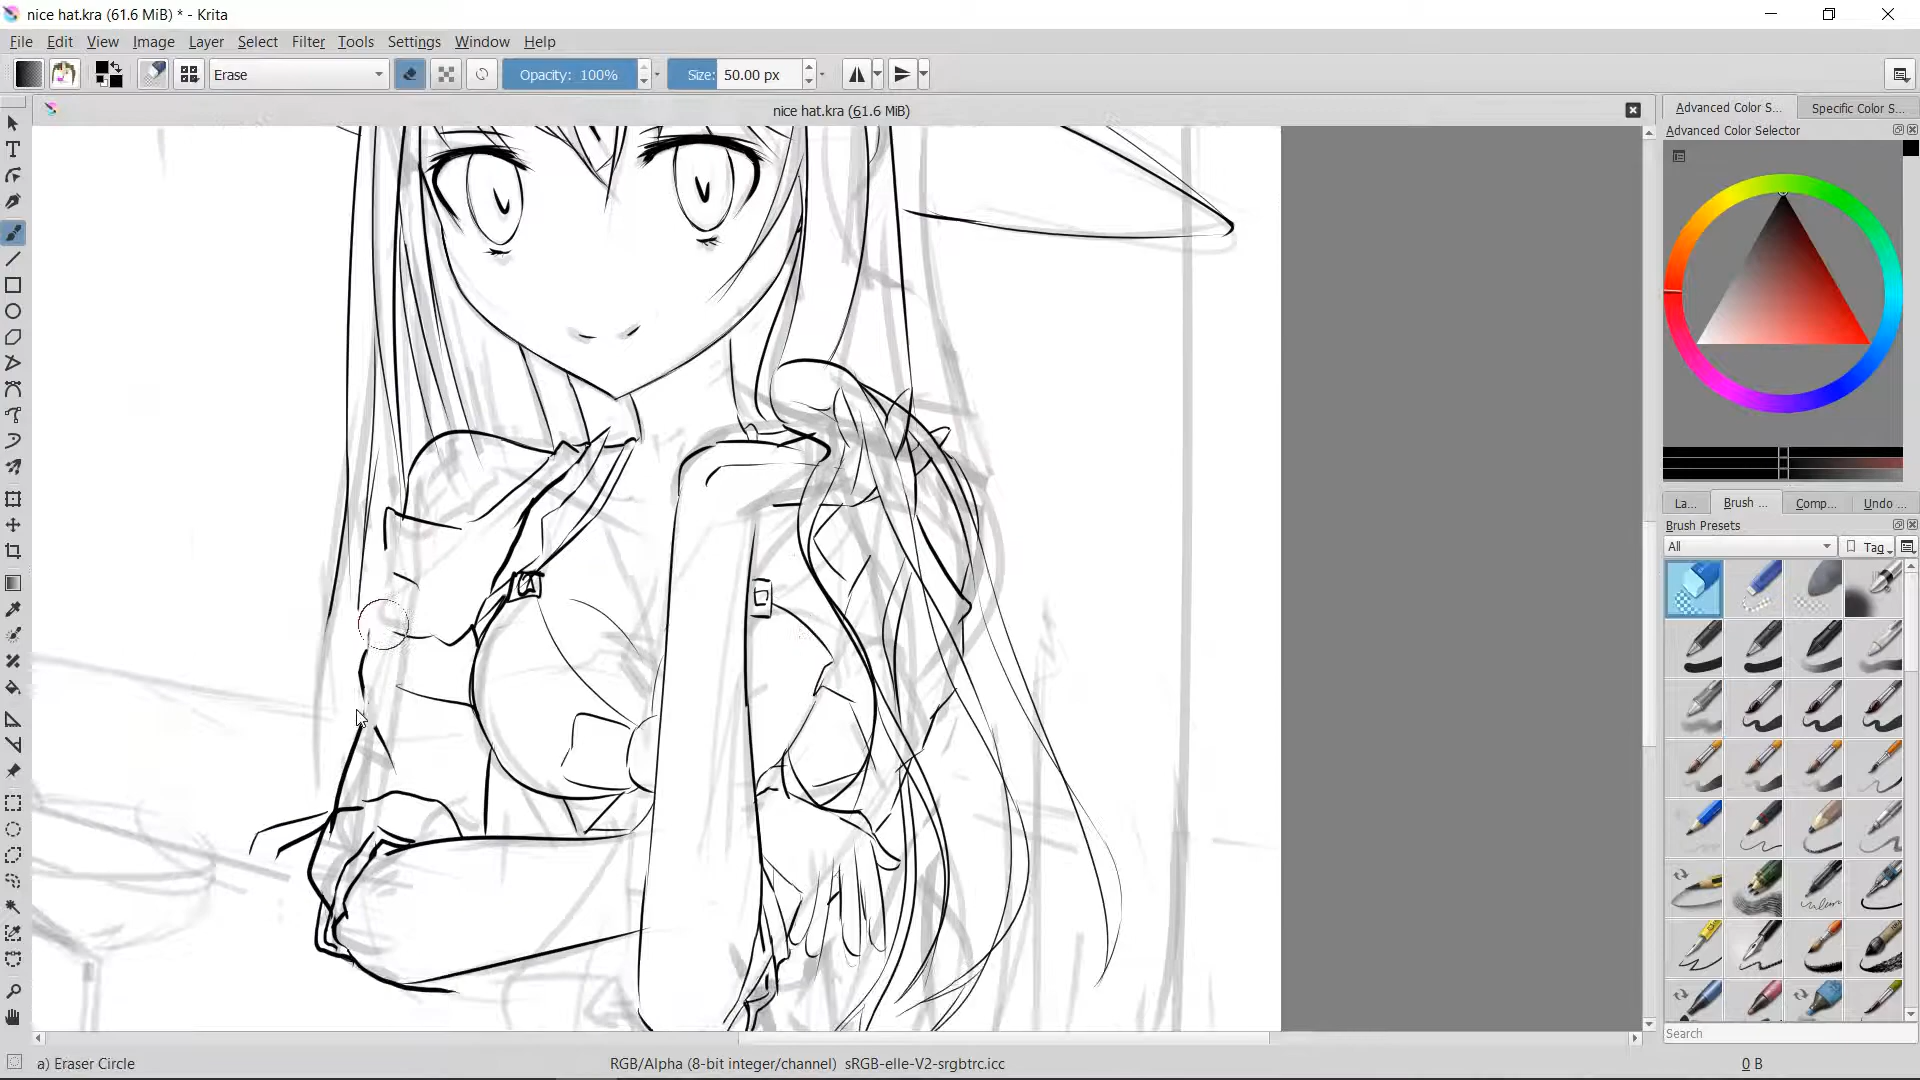 nice hat.kra (61.6 MiB) * - Krita
File Edit View Image Layer Select Filter Tools Settings Window Help
Erase Opacity: 100% Size: 50.00 px
nice hat.kra (61.6 MiB)
Advanced Color S... Specific Color S...
Advanced Color Selector
La... Brush ... Comp... Undo ...
Brush Presets
All Tag
Search
a) Eraser Circle RGB/Alpha (8-bit integer/channel) sRGB-elle-V2-srgbtrc.icc 0 B